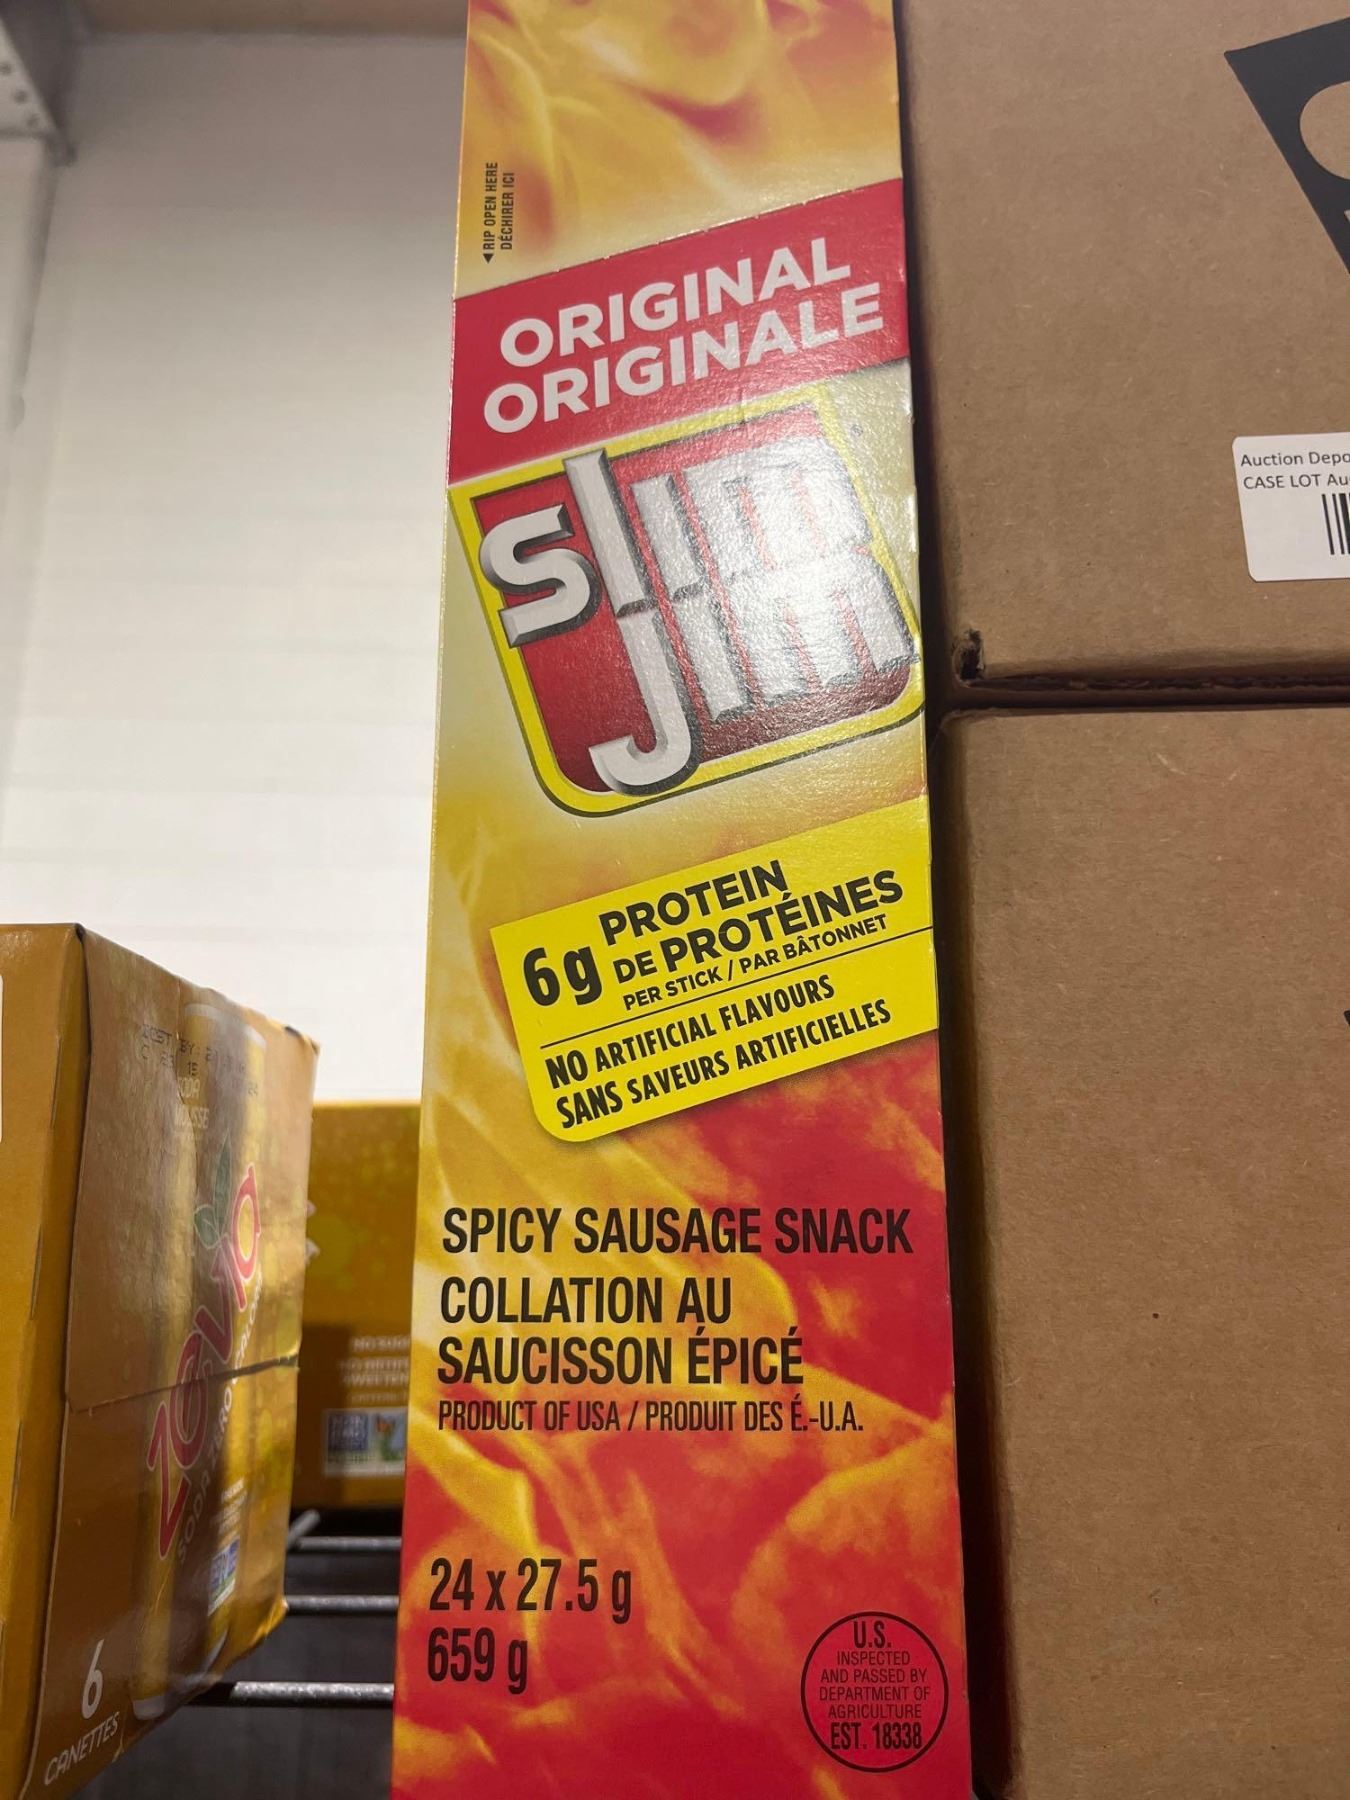 RIP OPEN HERE
DÉCHIRER ICI
ORIGINAL
ORIGINALE
slim
jim
®
6g PROTEIN
DE PROTÉINES
PER STICK / PAR BÂTONNET
NO ARTIFICIAL FLAVOURS
SANS SAVEURS ARTIFICIELLES
SPICY SAUSAGE SNACK
COLLATION AU
SAUCISSON ÉPICÉ
PRODUCT OF USA / PRODUIT DES É.-U.A.
24 x 27.5 g
659 g
U.S.
INSPECTED
AND PASSED BY
DEPARTMENT OF
AGRICULTURE
EST. 18338
Auction Depo
CASE LOT Au
zevia
6
CANETTES